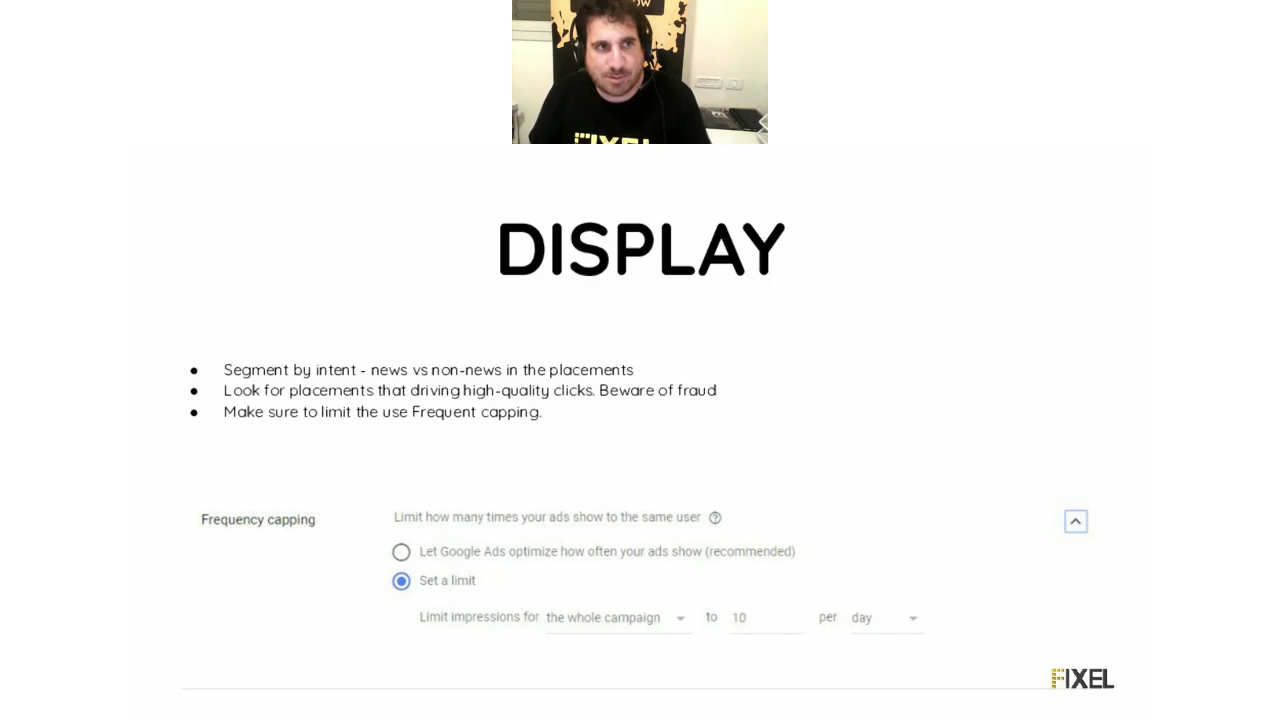 OW
FIXEL
DISPLAY
● Segment by intent - news vs non-news in the placements
● Look for placements that driving high-quality clicks. Beware of fraud
● Make sure to limit the use Frequent capping.
Frequency capping
Limit how many times your ads show to the same user
Let Google Ads optimize how often your ads show (recommended)
Set a limit
Limit impressions for the whole campaign to 10 per day
FIXEL